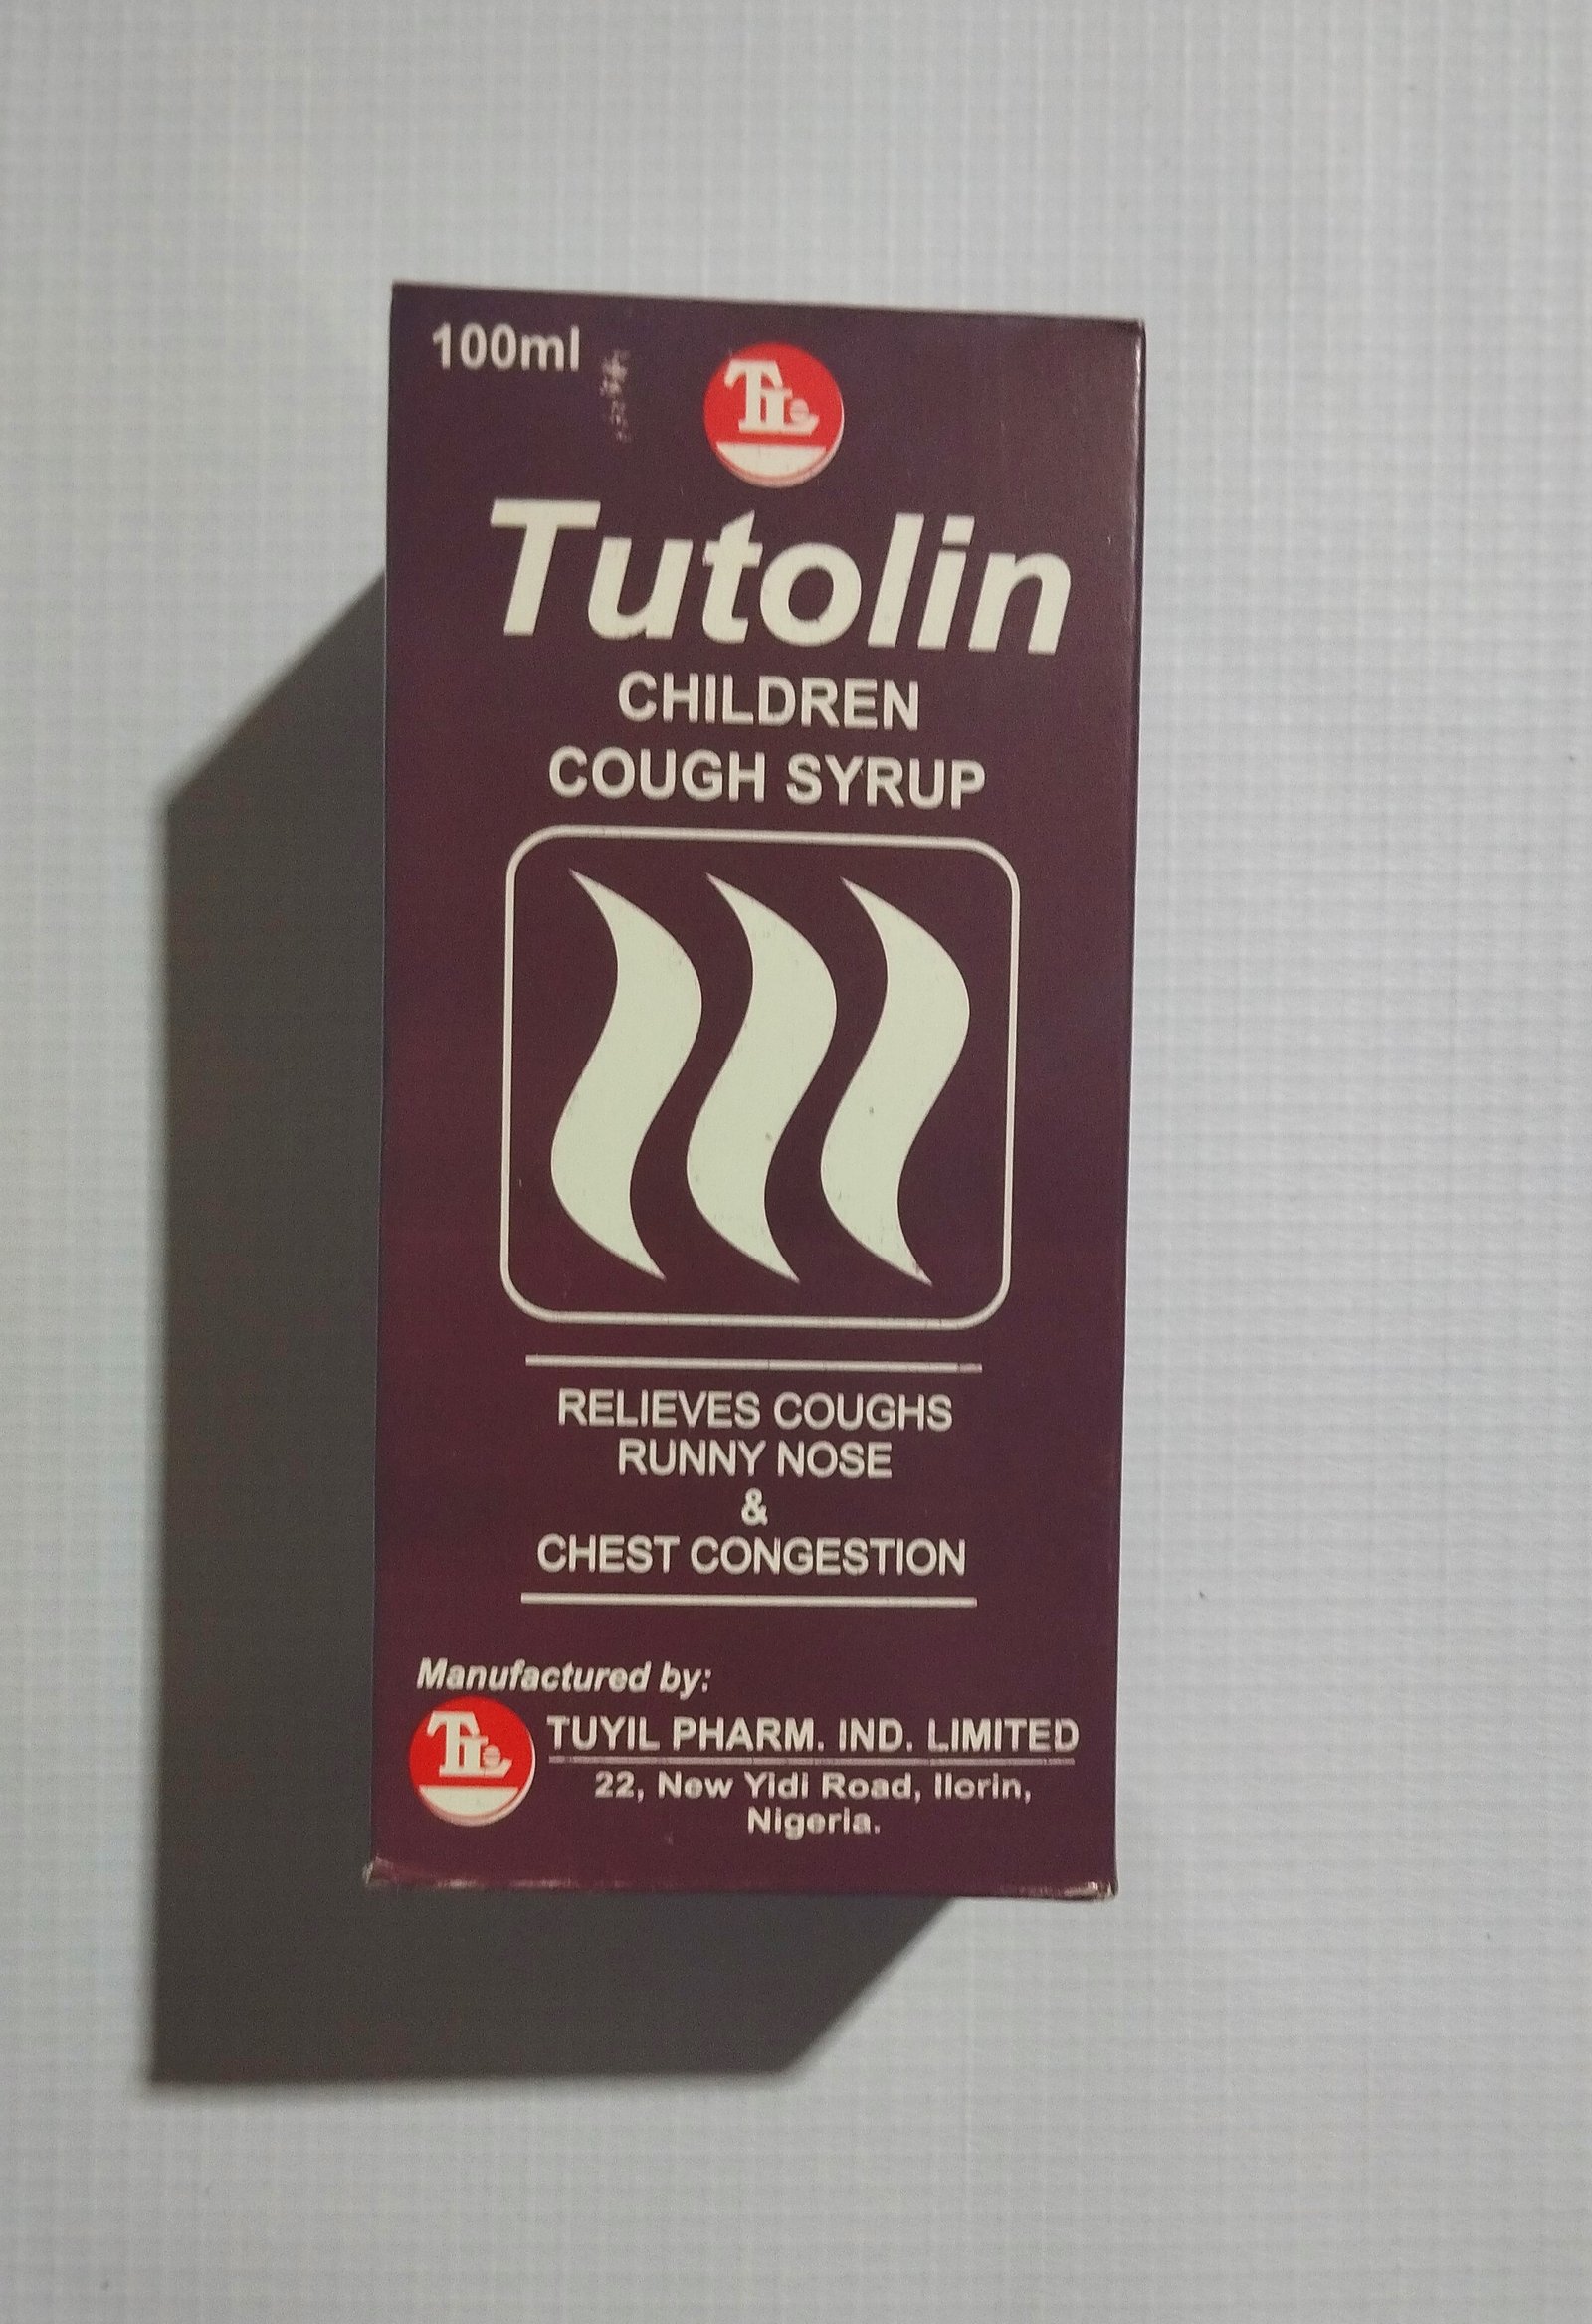 100ml
Tutolin
CHILDREN
COUGH SYRUP
RELIEVES COUGHS
RUNNY NOSE
&
CHEST CONGESTION
Manufactured by:
TUYIL PHARM. IND. LIMITED
22, New Yidi Road, Ilorin,
Nigeria.